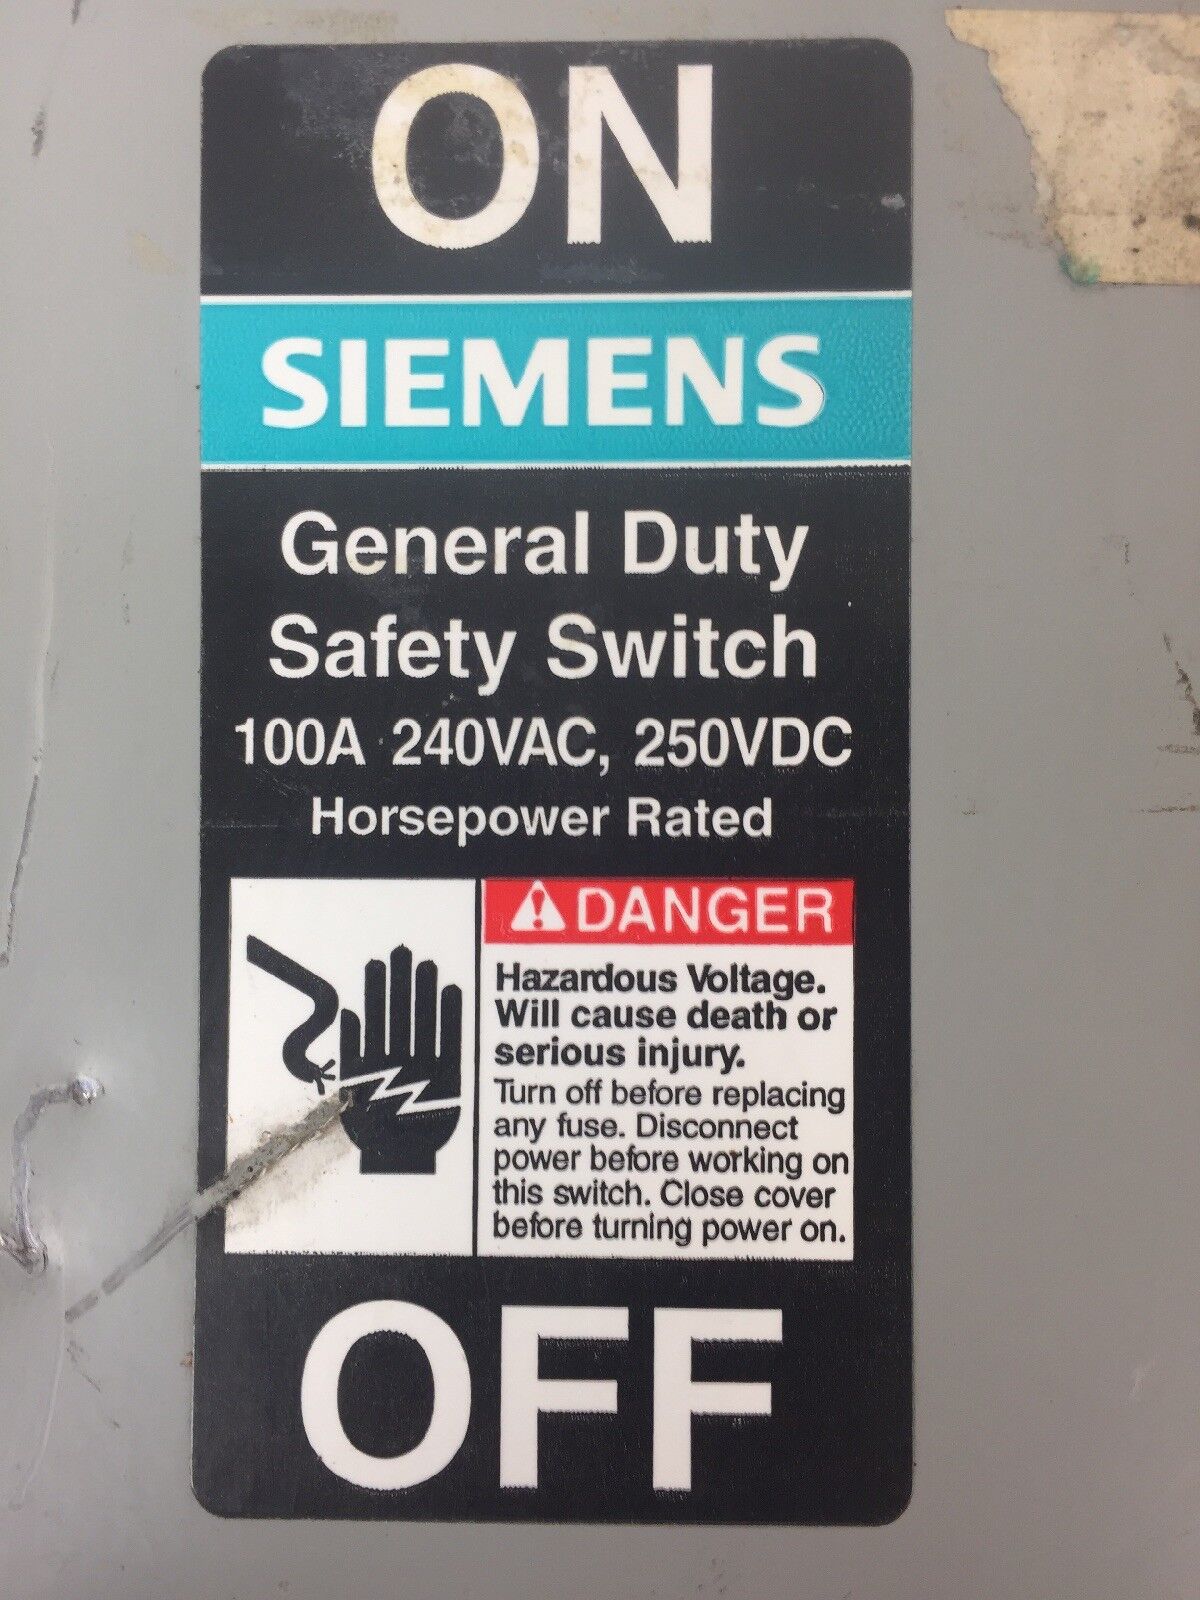 ON
SIEMENS
General Duty
Safety Switch
100A 240VAC, 250VDC
Horsepower Rated
DANGER
Hazardous Voltage.
Will cause death or
serious injury.
Turn off before replacing
any fuse. Disconnect
power before working on
this switch. Close cover
before turning power on.
OFF